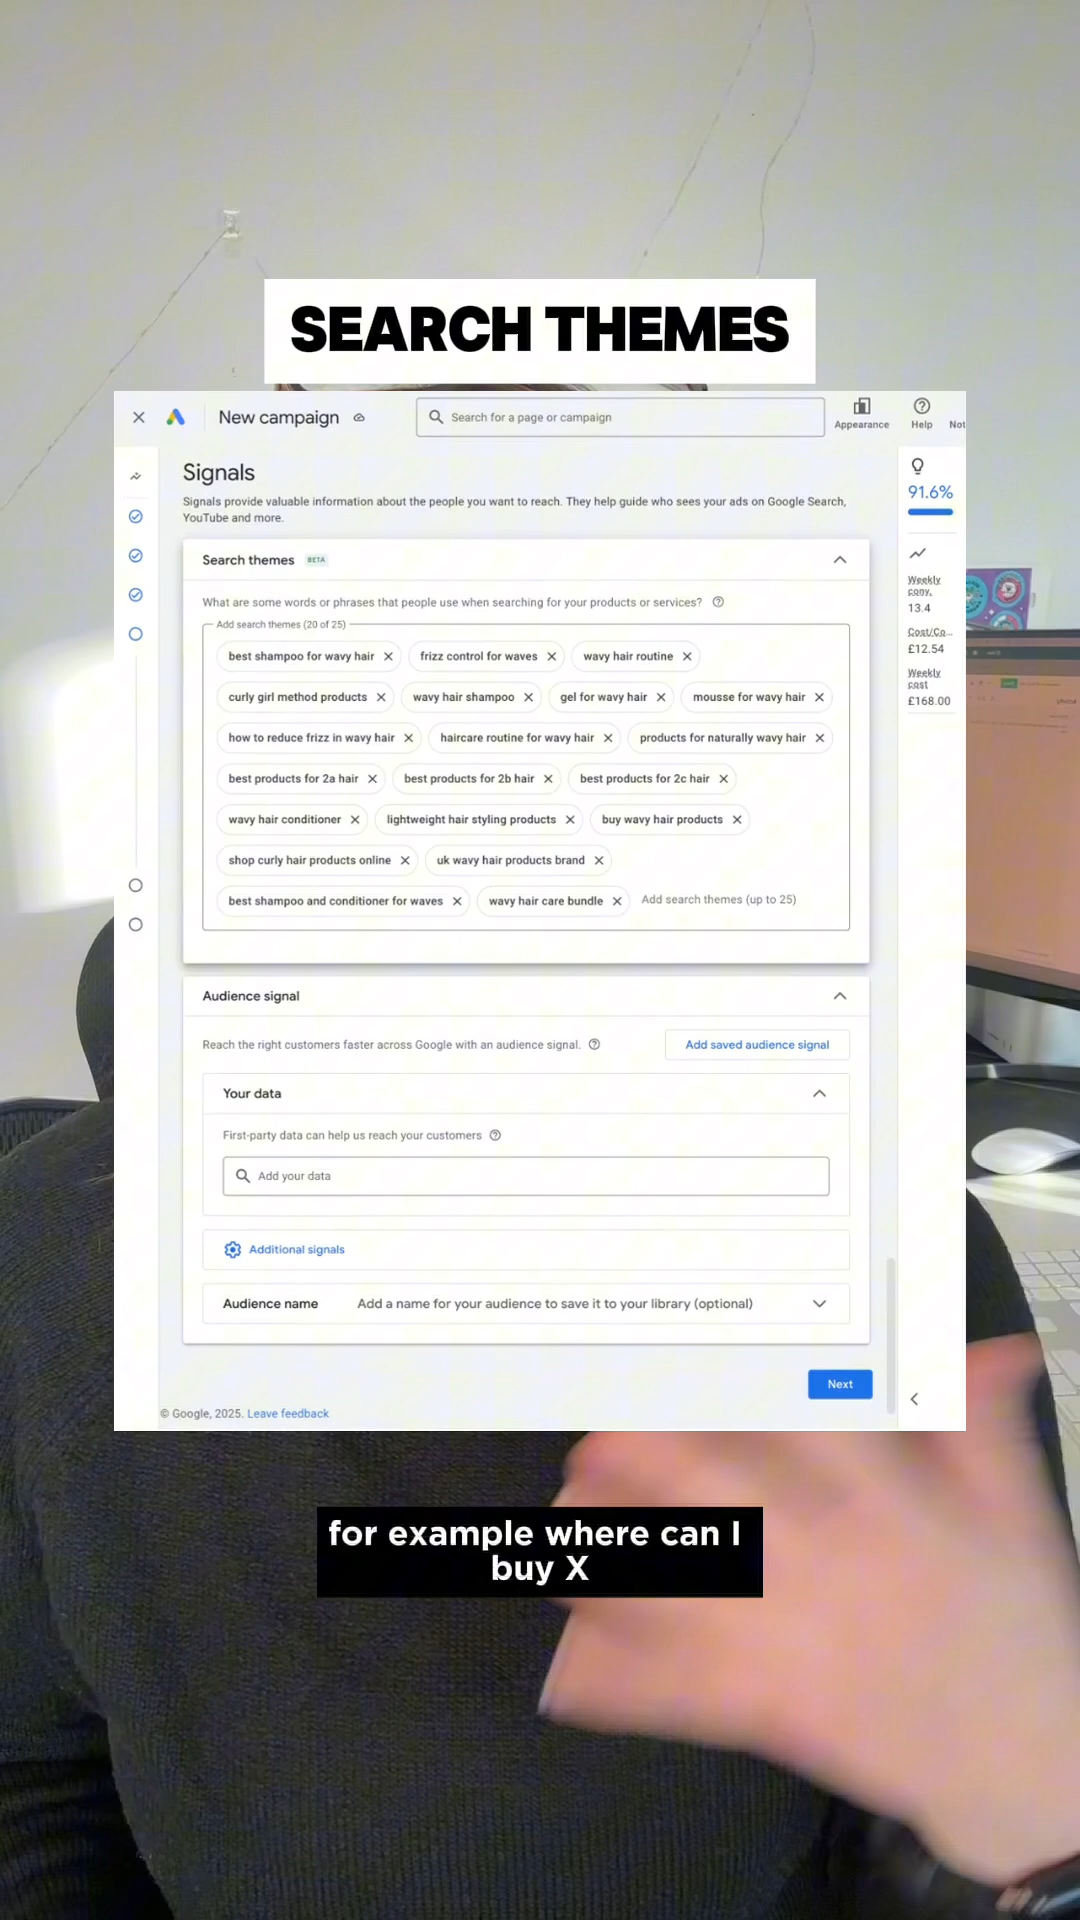 SEARCH THEMES
New campaign
Search for a page or campaign
Appearance
Help
Not
Signals
Signals provide valuable information about the people you want to reach. They help guide who sees your ads on Google Search,
YouTube and more.
91.6%
Search themes BETA
What are some words or phrases that people use when searching for your products or services?
Add search themes (20 of 25)
best shampoo for wavy hair
frizz control for waves
wavy hair routine
curly girl method products
wavy hair shampoo
gel for wavy hair
mousse for wavy hair
how to reduce frizz in wavy hair
haircare routine for wavy hair
products for naturally wavy hair
best products for 2a hair
best products for 2b hair
best products for 2c hair
wavy hair conditioner
lightweight hair styling products
buy wavy hair products
shop curly hair products online
uk wavy hair products brand
best shampoo and conditioner for waves
wavy hair care bundle
Add search themes (up to 25)
Weekly
conv.
13.4
Cost/Co...
£12.54
Weekly
cost
£168.00
Audience signal
Reach the right customers faster across Google with an audience signal.
Add saved audience signal
Your data
First-party data can help us reach your customers
Add your data
Additional signals
Audience name
Add a name for your audience to save it to your library (optional)
Next
© Google, 2025. Leave feedback
for example where can I
buy X